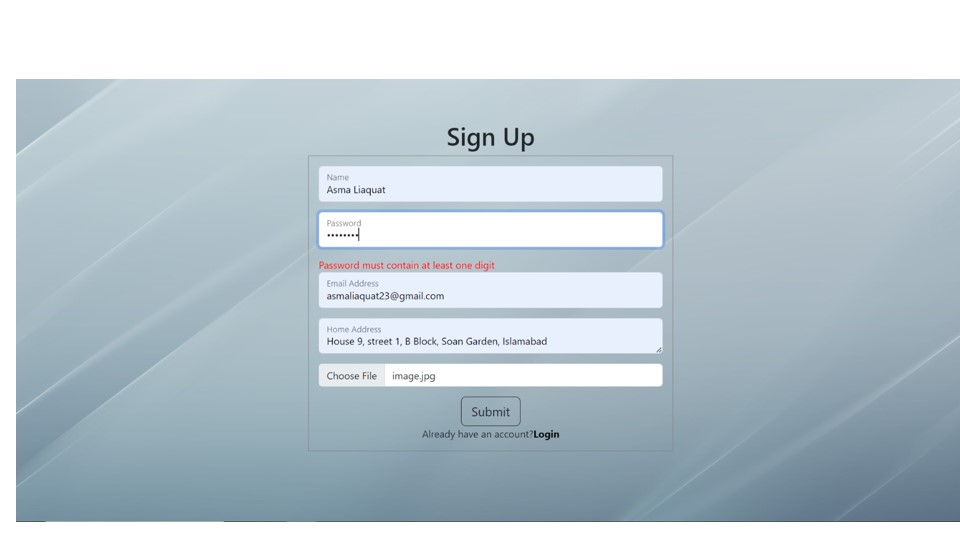 Sign Up
Name
Asma Liaquat
Password
••••••••
Password must contain at least one digit
Email Address
asmaliaquat23@gmail.com
Home Address
House 9, street 1, B Block, Soan Garden, Islamabad
Choose File image.jpg
Submit
Already have an account?Login